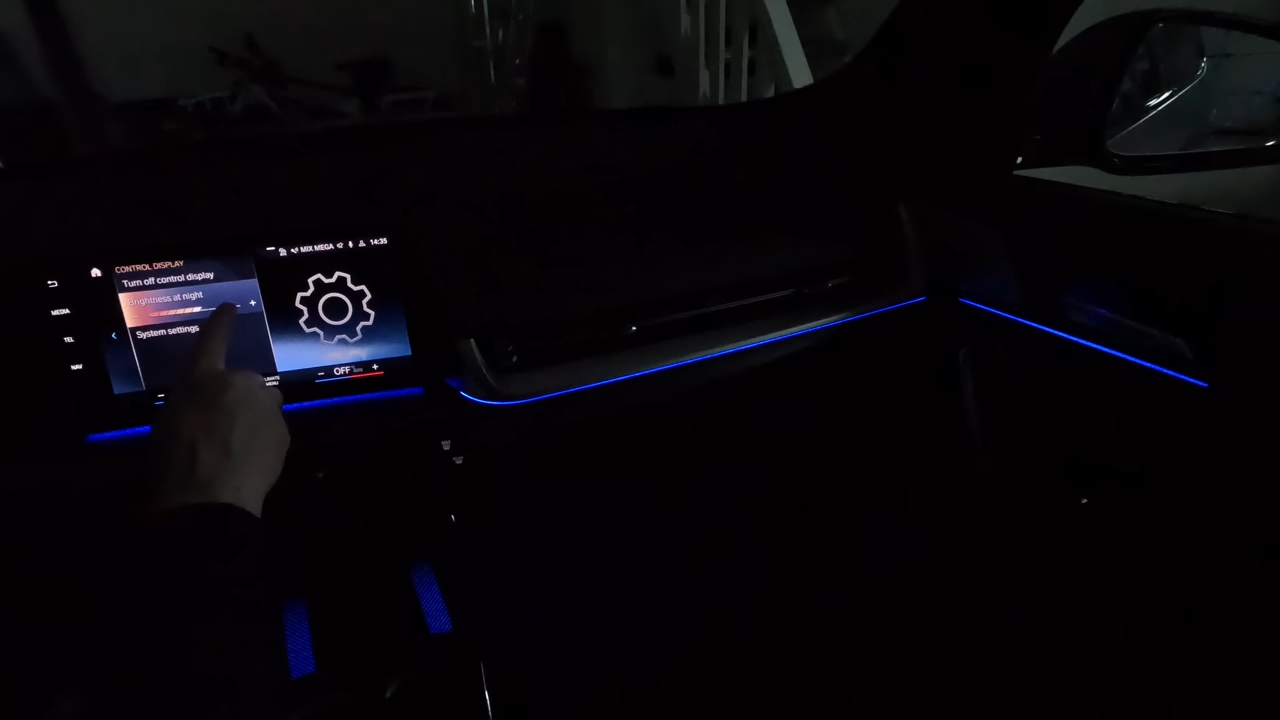 MIX MEGA 14:35
CONTROL DISPLAY
Turn off control display
Brightness at night
- +
System settings
MEDIA
TEL
NAV
- OFF +
MENU